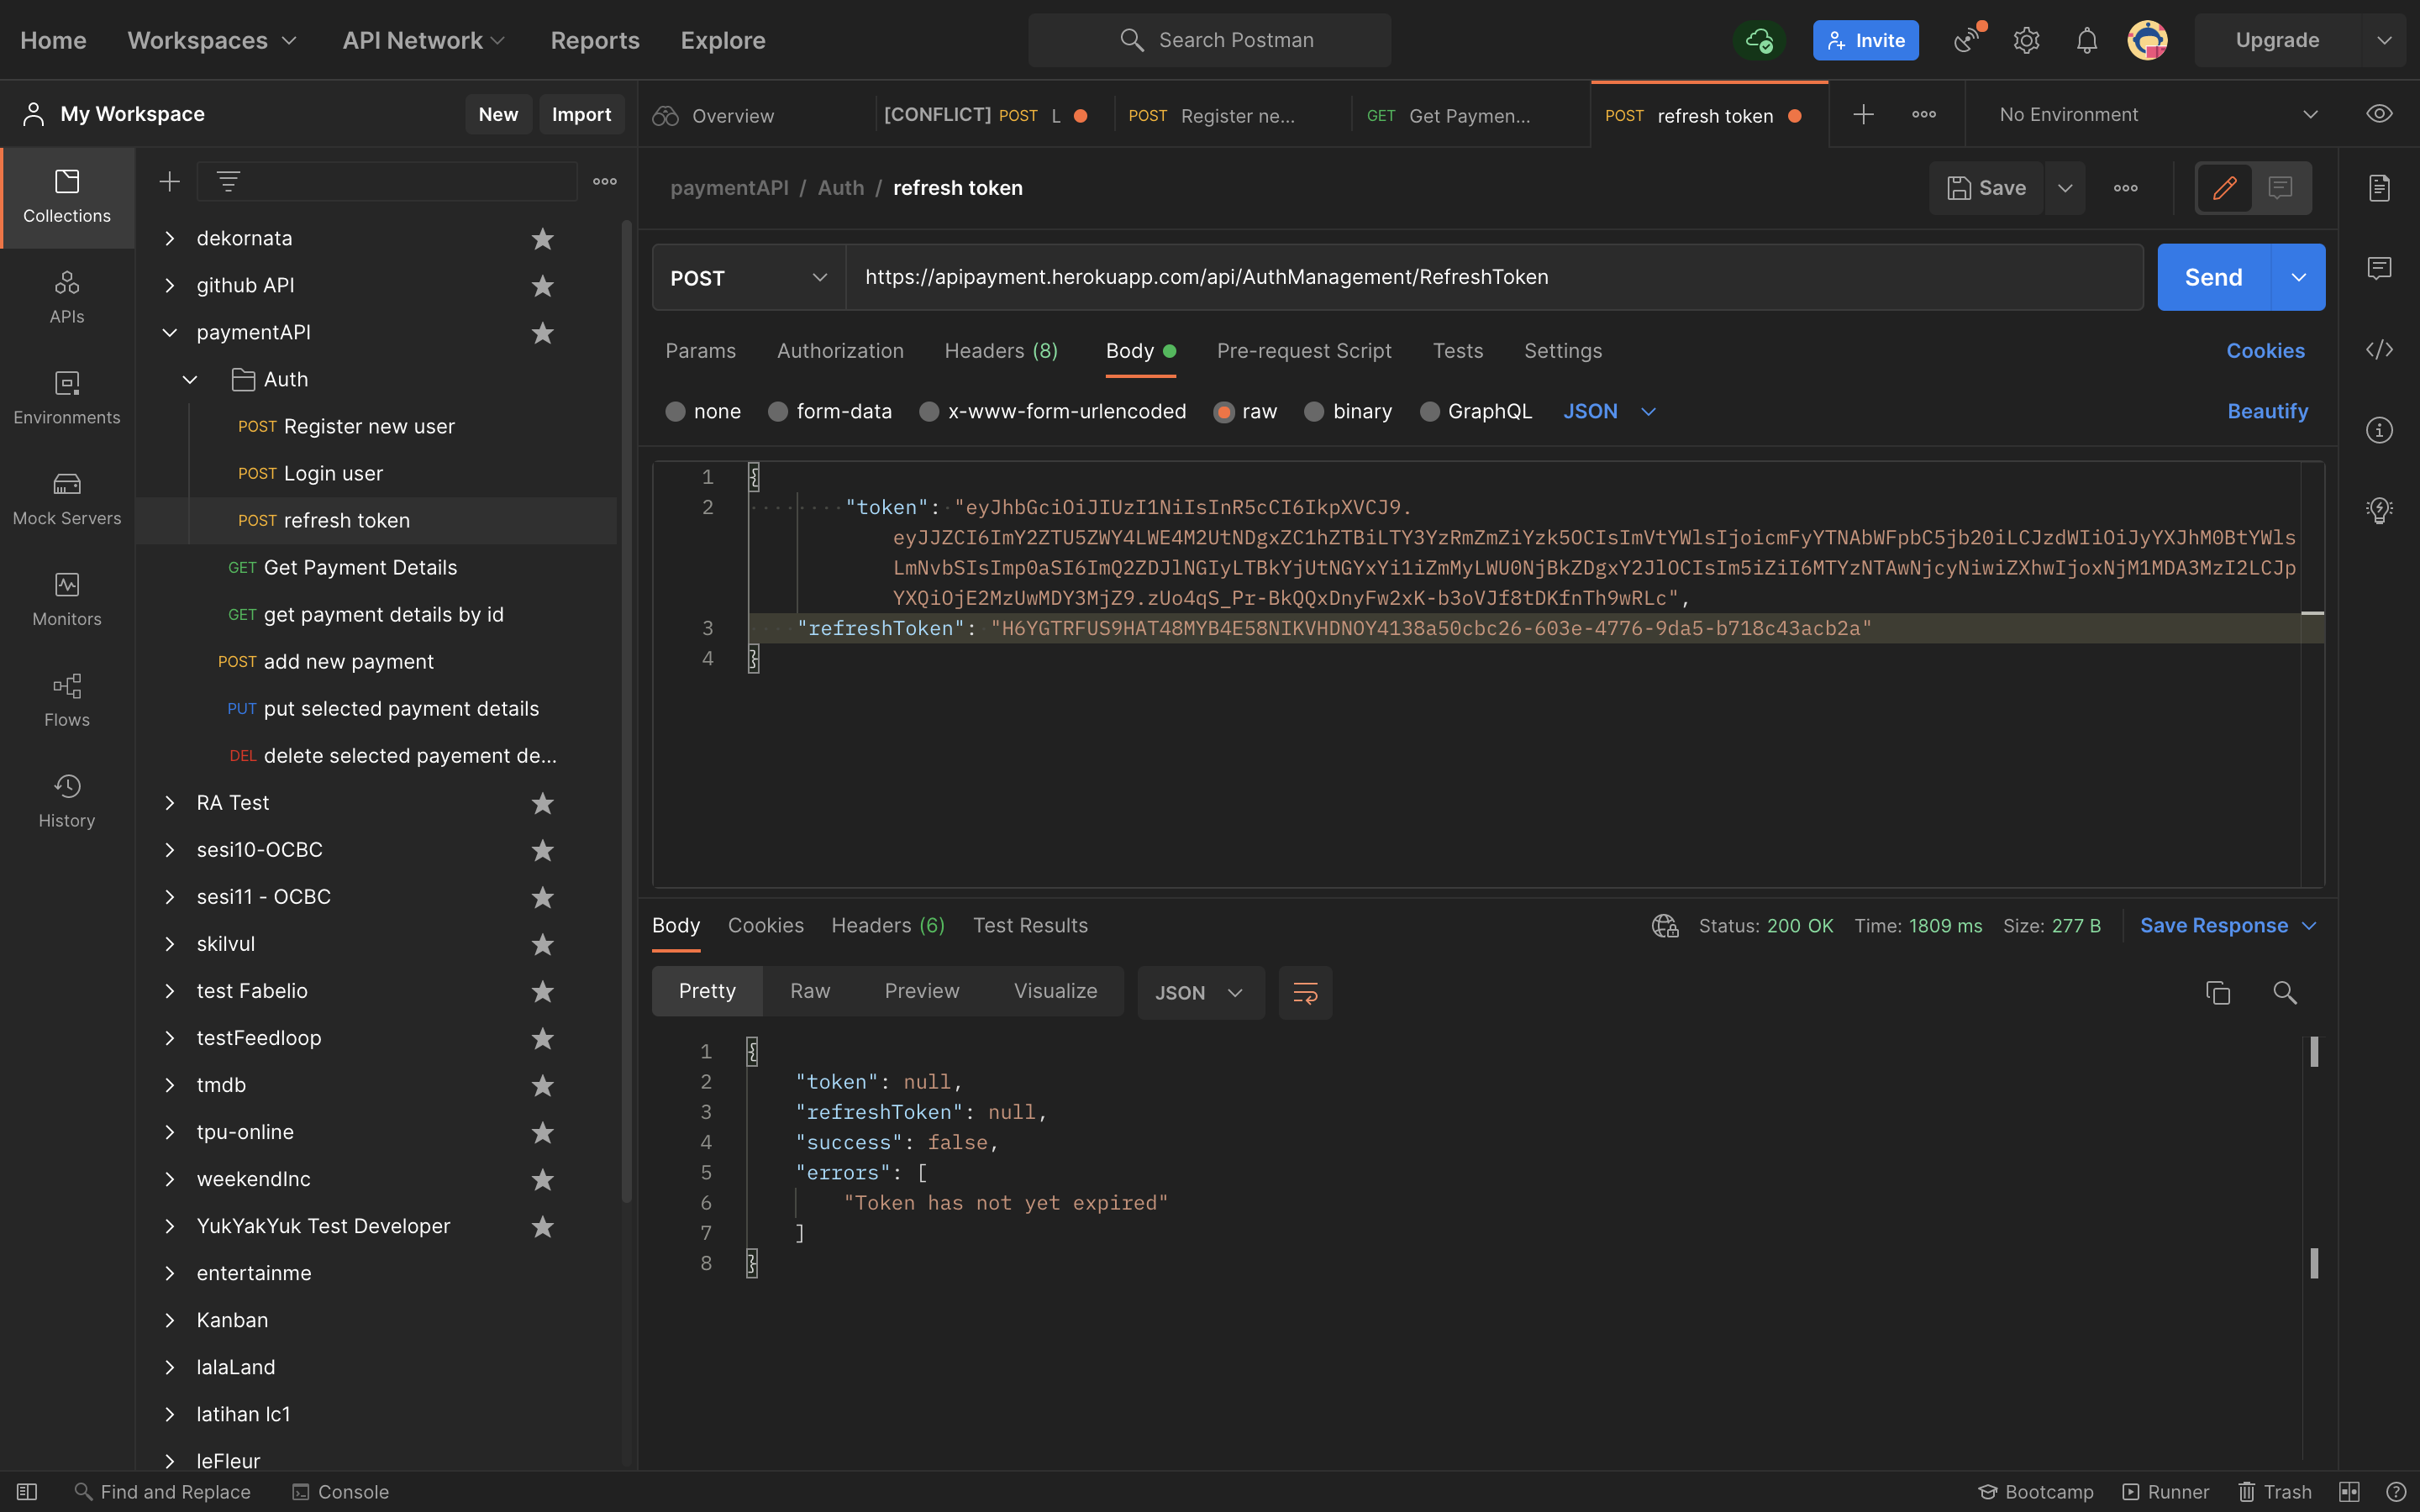 Home
Workspaces
API Network
Reports
Explore
Search Postman
Invite
Upgrade
My Workspace
New
Import
Overview
[CONFLICT] POST L
POST Register ne...
GET Get Paymen...
POST refresh token
No Environment
Collections
APIs
Environments
Mock Servers
Monitors
Flows
History
dekornata
github API
paymentAPI
Auth
POST Register new user
POST Login user
POST refresh token
GET Get Payment Details
GET get payment details by id
POST add new payment
PUT put selected payment details
DEL delete selected payement de...
RA Test
sesi10-OCBC
sesi11 - OCBC
skilvul
test Fabelio
testFeedloop
tmdb
tpu-online
weekendInc
YukYakYuk Test Developer
entertainme
Kanban
lalaLand
latihan lc1
leFleur
paymentAPI / Auth / refresh token
Save
POST
https://apipayment.herokuapp.com/api/AuthManagement/RefreshToken
Send
Params
Authorization
Headers (8)
Body
Pre-request Script
Tests
Settings
Cookies
none
form-data
x-www-form-urlencoded
raw
binary
GraphQL
JSON
Beautify
1 {
2 "token": "eyJhbGciOiJIUzI1NiIsInR5cCI6IkpXVCJ9.
eyJJZCI6ImY2ZTU5ZWY4LWE4M2UtNDgxZC1hZTBiLTY3YzRmZmZiYzk5OCIsImVtYWlsIjoicmFyYTNAbWFpbC5jb20iLCJzdWIiOiJyYXJhM0BtYWls
LmNvbSIsImp0aSI6ImQ2ZDJlNGIyLTBkYjUtNGYxYi1iZmMyLWU0NjBkZDgxY2JlOCIsIm5iZiI6MTYzNTAwNjcyNiwiZXhwIjoxNjM1MDA3MzI2LCJp
YXQiOjE2MzUwMDY3MjZ9.zUo4qS_Pr-BkQQxDnyFw2xK-b3oVJf8tDKfnTh9wRLc",
3 "refreshToken": "H6YGTRFUS9HAT48MYB4E58NIKVHDNOY4138a50cbc26-603e-4776-9da5-b718c43acb2a"
4 }
Body
Cookies
Headers (6)
Test Results
Status: 200 OK
Time: 1809 ms
Size: 277 B
Save Response
Pretty
Raw
Preview
Visualize
JSON
1 {
2 "token": null,
3 "refreshToken": null,
4 "success": false,
5 "errors": [
6 "Token has not yet expired"
7 ]
8 }
Find and Replace
Console
Bootcamp
Runner
Trash